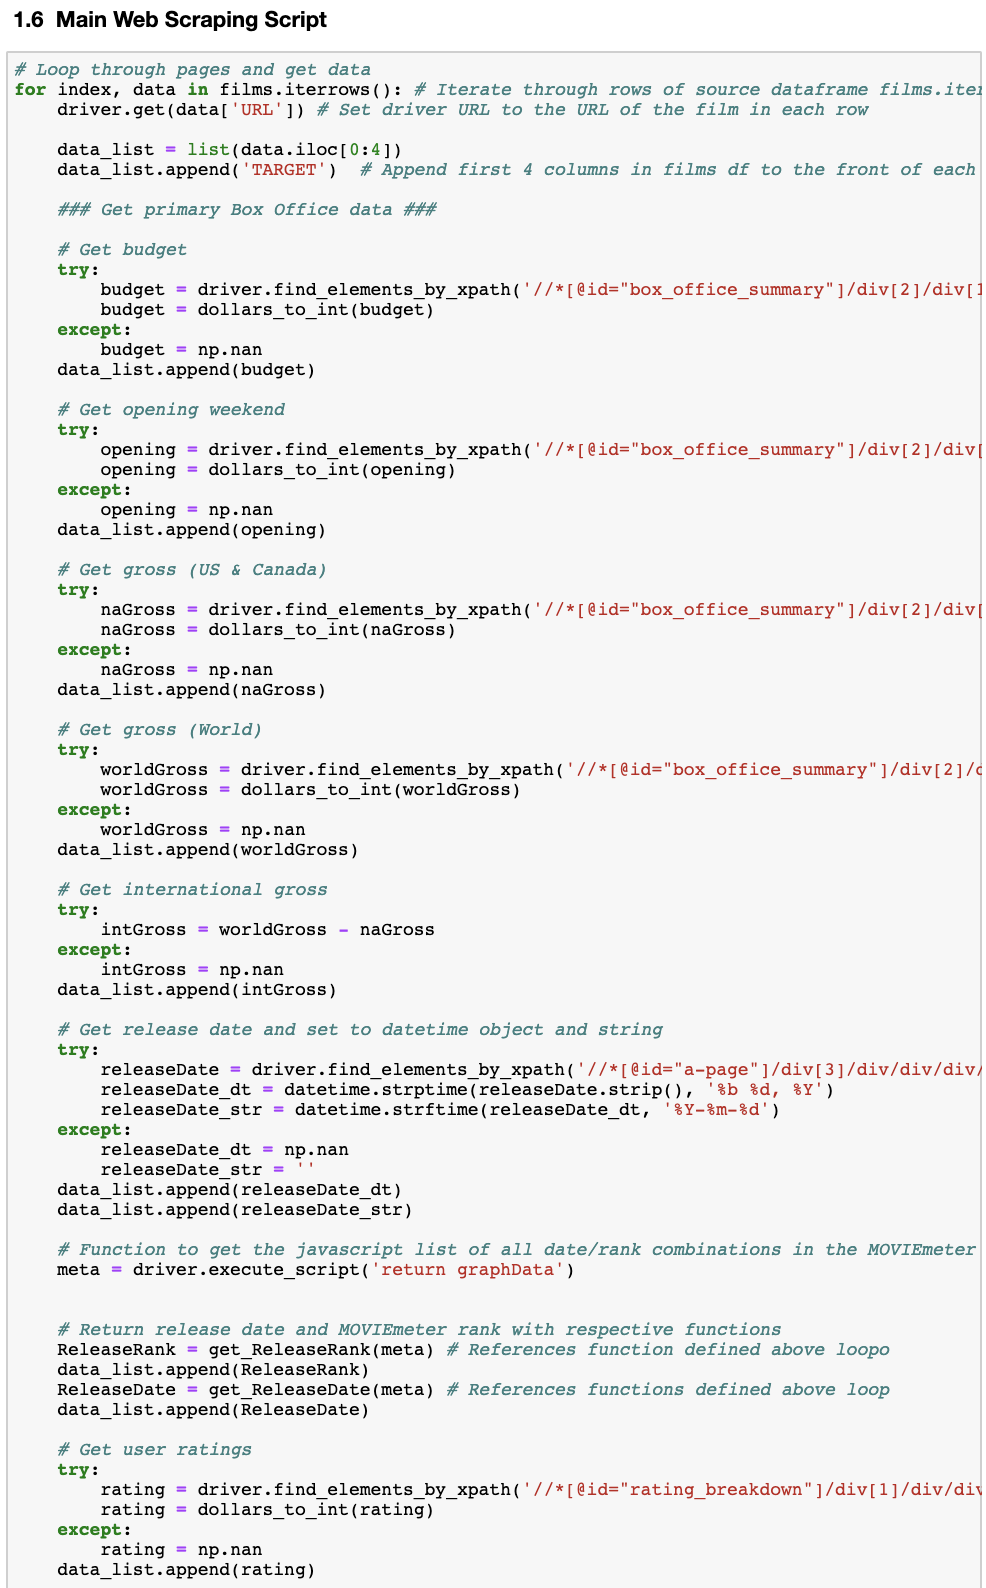 1.6 Main Web Scraping Script
# Loop through pages and get data
for index, data in films.iterrows(): # Iterate through rows of source dataframe films.iter
    driver.get(data['URL']) # Set driver URL to the URL of the film in each row
    data_list = list(data.iloc[0:4])
    data_list.append('TARGET')  # Append first 4 columns in films df to the front of each
    ### Get primary Box Office data ###
    # Get budget
    try:
        budget = driver.find_elements_by_xpath('//*[@id="box_office_summary"]/div[2]/div[1
        budget = dollars_to_int(budget)
    except:
        budget = np.nan
    data_list.append(budget)
    # Get opening weekend
    try:
        opening = driver.find_elements_by_xpath('//*[@id="box_office_summary"]/div[2]/div[
        opening = dollars_to_int(opening)
    except:
        opening = np.nan
    data_list.append(opening)
    # Get gross (US & Canada)
    try:
        naGross = driver.find_elements_by_xpath('//*[@id="box_office_summary"]/div[2]/div[
        naGross = dollars_to_int(naGross)
    except:
        naGross = np.nan
    data_list.append(naGross)
    # Get gross (World)
    try:
        worldGross = driver.find_elements_by_xpath('//*[@id="box_office_summary"]/div[2]/d
        worldGross = dollars_to_int(worldGross)
    except:
        worldGross = np.nan
    data_list.append(worldGross)
    # Get international gross
    try:
        intGross = worldGross - naGross
    except:
        intGross = np.nan
    data_list.append(intGross)
    # Get release date and set to datetime object and string
    try:
        releaseDate = driver.find_elements_by_xpath('//*[@id="a-page"]/div[3]/div/div/div/
        releaseDate_dt = datetime.strptime(releaseDate.strip(), '%b %d, %Y')
        releaseDate_str = datetime.strftime(releaseDate_dt, '%Y-%m-%d')
    except:
        releaseDate_dt = np.nan
        releaseDate_str = ''
    data_list.append(releaseDate_dt)
    data_list.append(releaseDate_str)
    # Function to get the javascript list of all date/rank combinations in the MOVIEmeter
    meta = driver.execute_script('return graphData')
    # Return release date and MOVIEmeter rank with respective functions
    ReleaseRank = get_ReleaseRank(meta) # References function defined above loopo
    data_list.append(ReleaseRank)
    ReleaseDate = get_ReleaseDate(meta) # References functions defined above loop
    data_list.append(ReleaseDate)
    # Get user ratings
    try:
        rating = driver.find_elements_by_xpath('//*[@id="rating_breakdown"]/div[1]/div/div
        rating = dollars_to_int(rating)
    except:
        rating = np.nan
    data_list.append(rating)